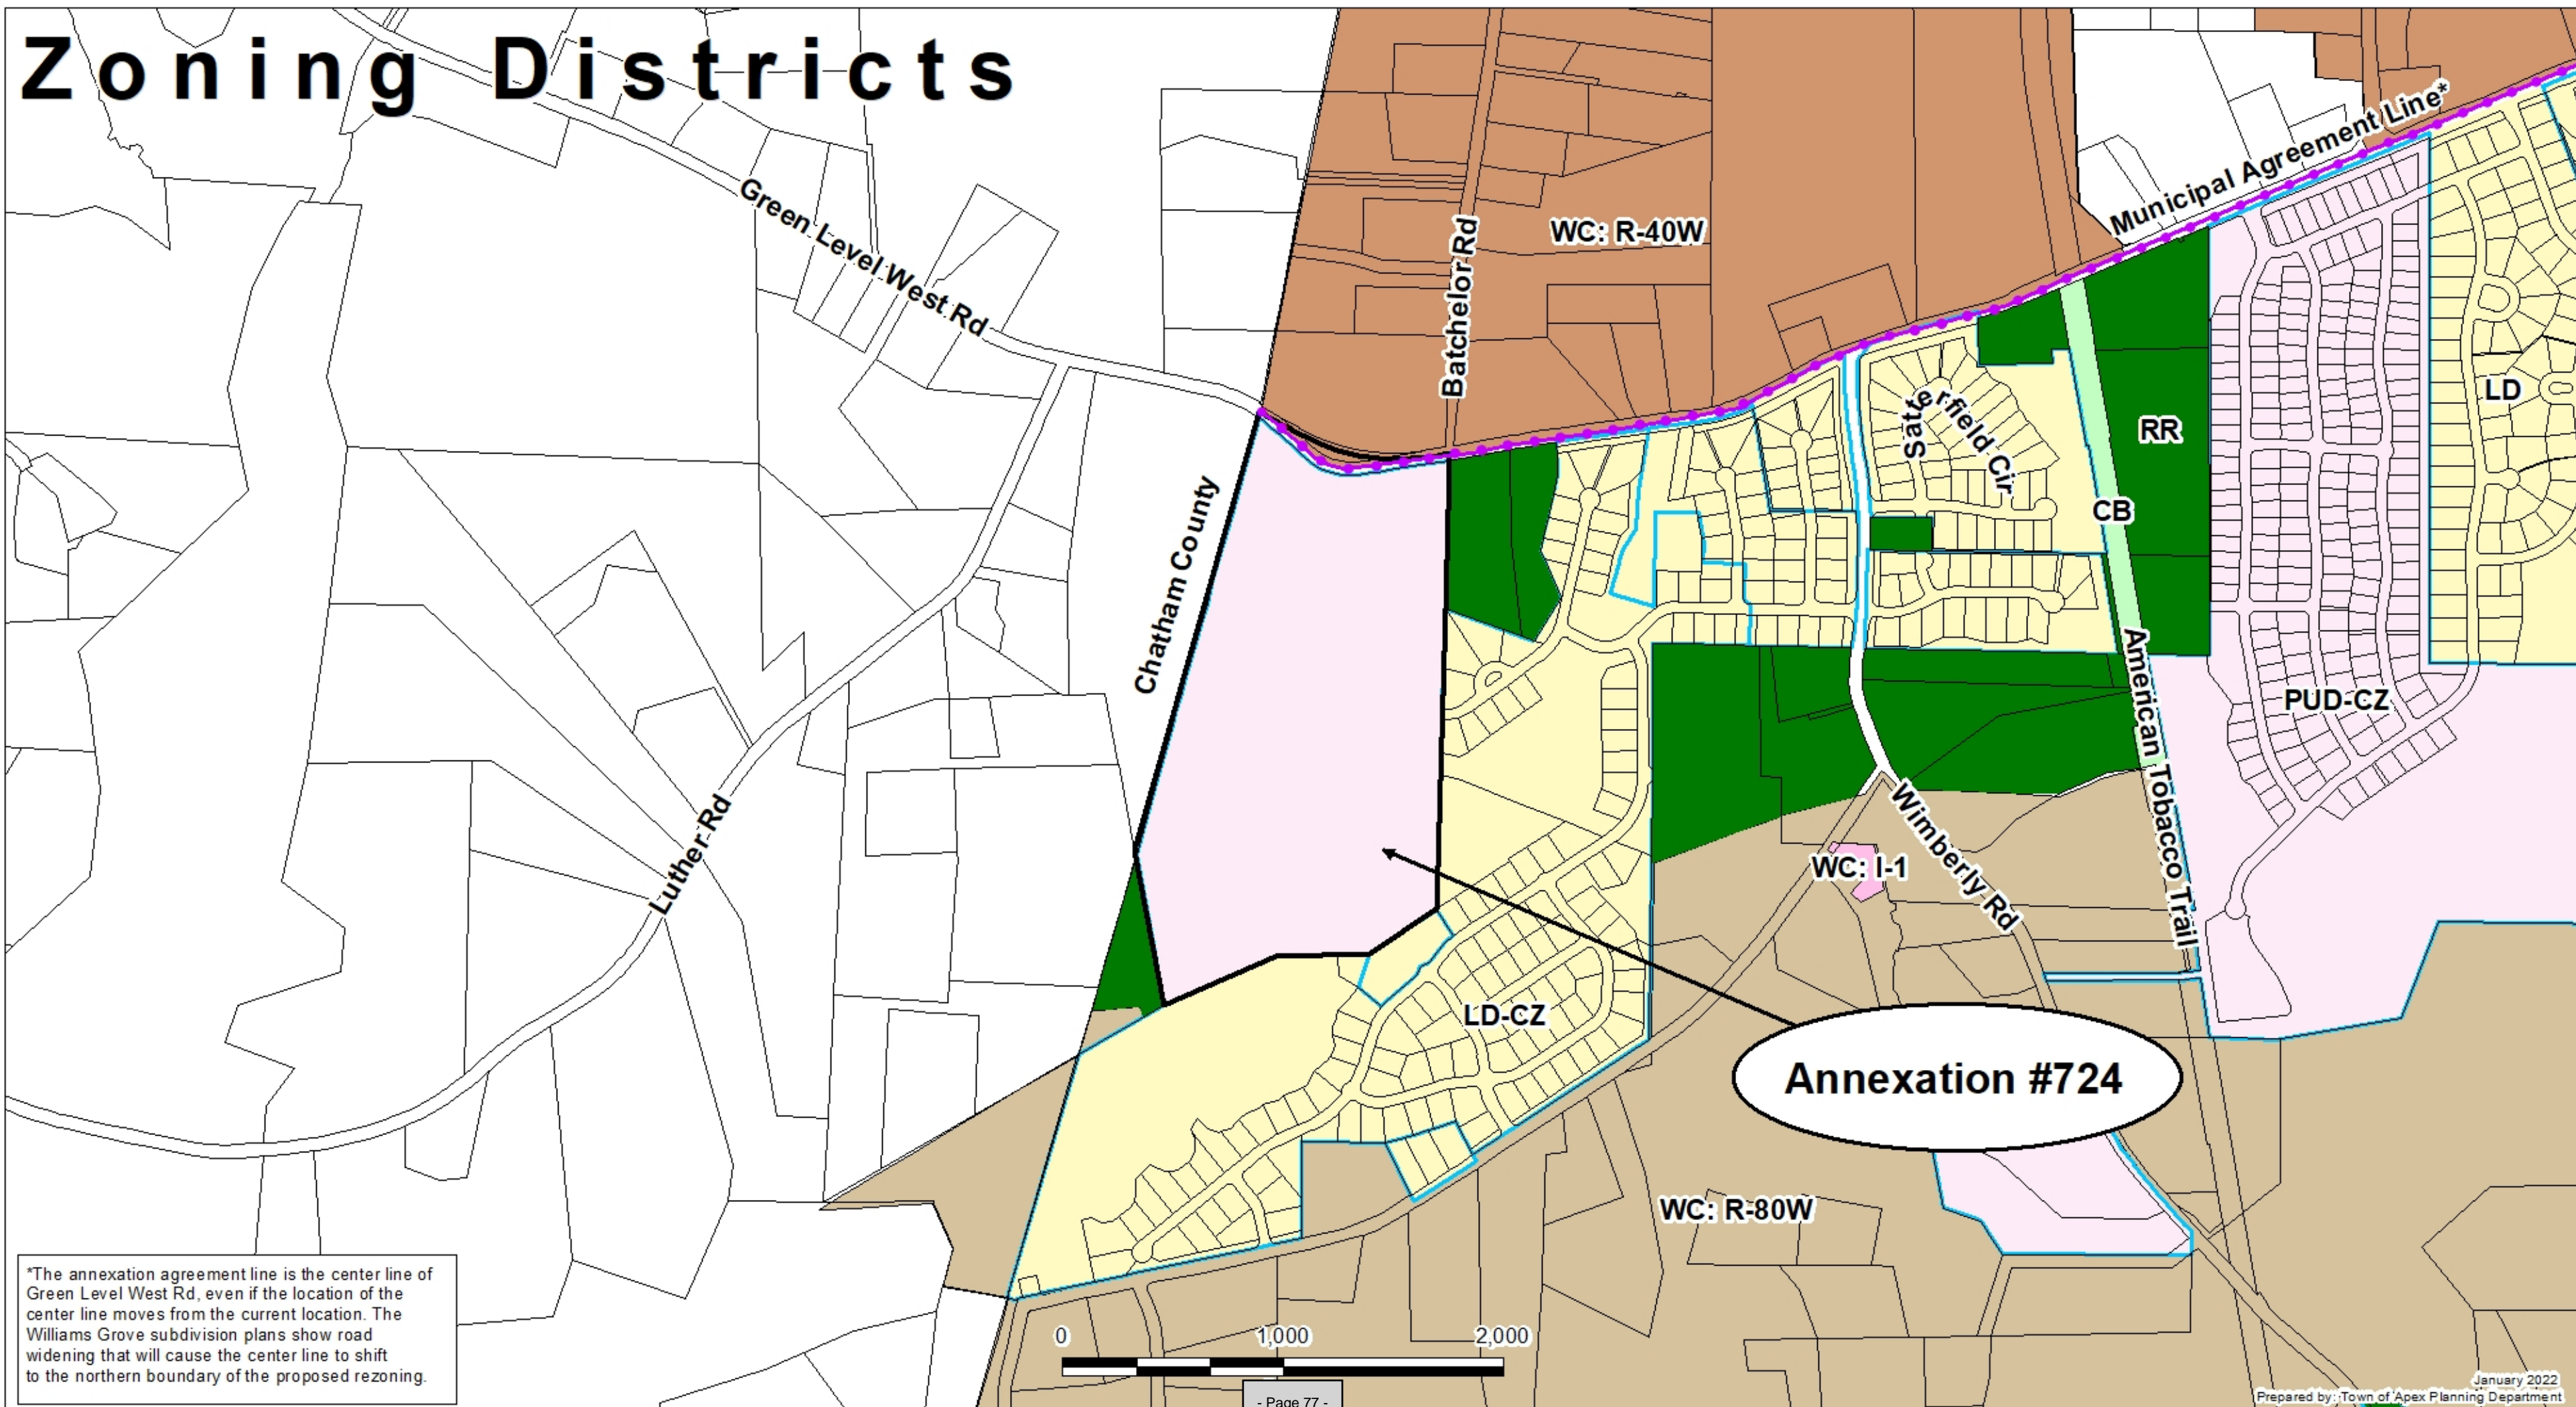 Zoning Districts
Municipal Agreement Line*
Green Level West Rd
WC: R-40W
Batchelor Rd
LD
Satterfield Cir
RR
CB
Chatham County
PUD-CZ
American Tobacco Trail
Luther Rd
Wimberly Rd
WC: I-1
LD-CZ
Annexation #724
WC: R-80W
*The annexation agreement line is the center line of
Green Level West Rd, even if the location of the
center line moves from the current location. The
Williams Grove subdivision plans show road
widening that will cause the center line to shift
to the northern boundary of the proposed rezoning.
0 1,000 2,000
- Page 77 -
January 2022
Prepared by: Town of Apex Planning Department